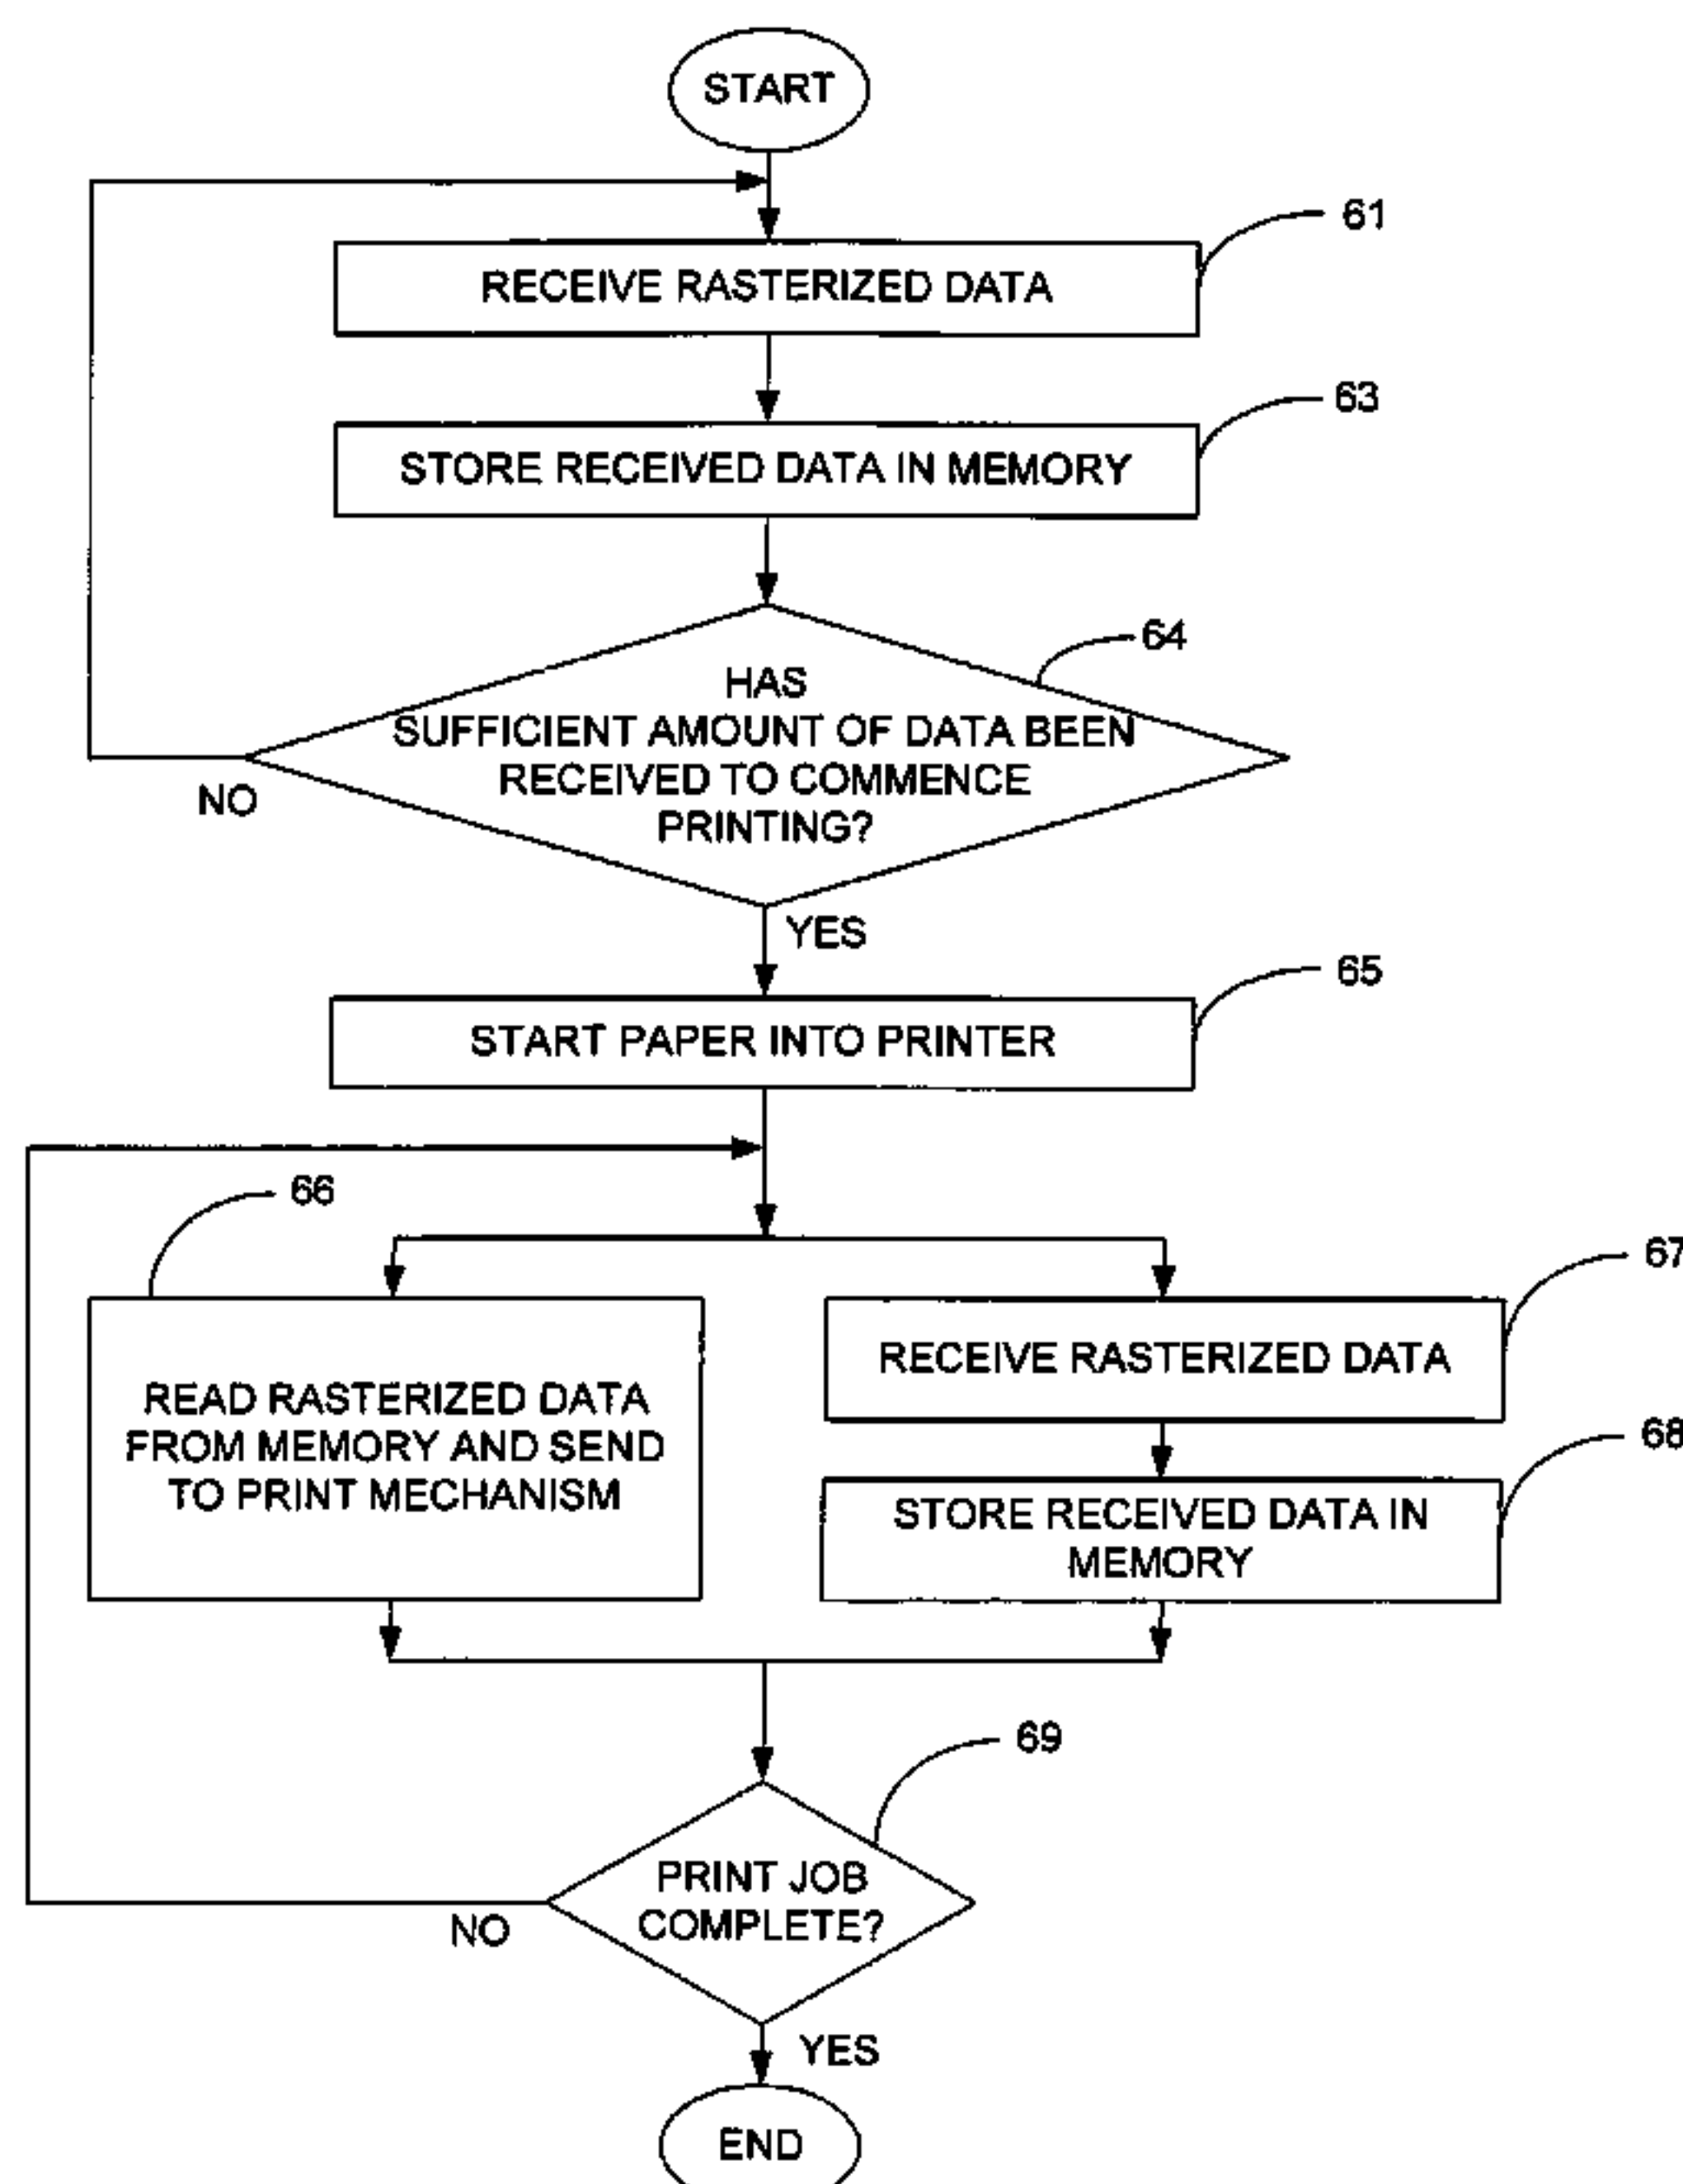 START
61
RECEIVE RASTERIZED DATA
63
STORE RECEIVED DATA IN MEMORY
64
HAS
SUFFICIENT AMOUNT OF DATA BEEN
RECEIVED TO COMMENCE
PRINTING?
NO
YES
65
START PAPER INTO PRINTER
66
67
READ RASTERIZED DATA
FROM MEMORY AND SEND
TO PRINT MECHANISM
RECEIVE RASTERIZED DATA
68
STORE RECEIVED DATA IN
MEMORY
69
PRINT JOB
COMPLETE?
NO
YES
END